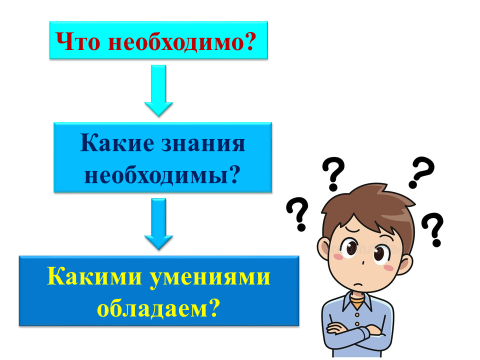 Что необходимо?
Какие знания
необходимы?
Какими умениями
обладаем?
? ? ? ?